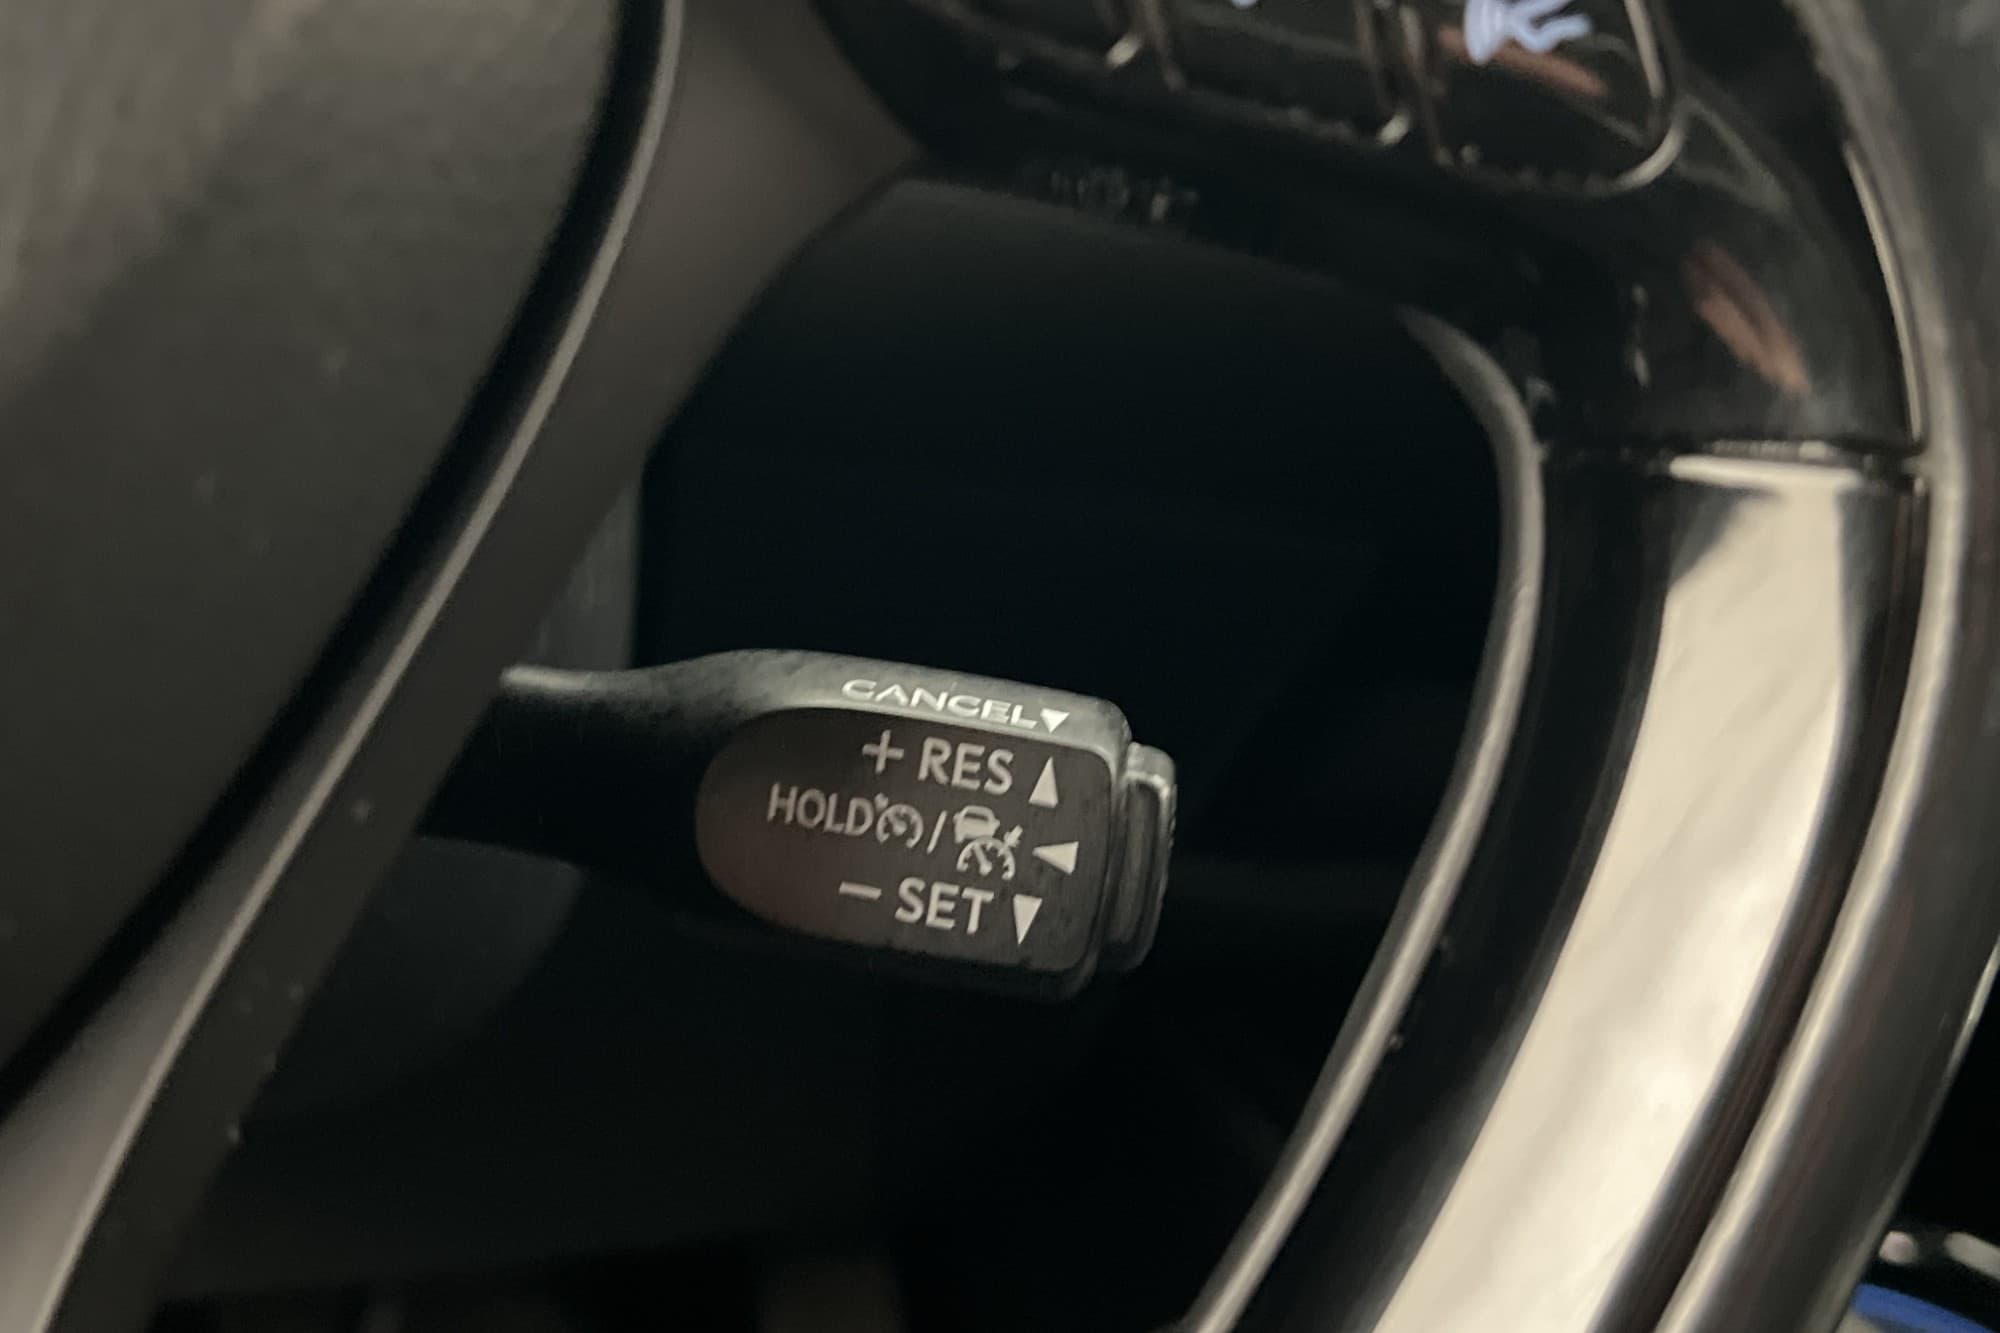 CANCEL▼
+ RES ▲
HOLD / ◀
− SET ▼